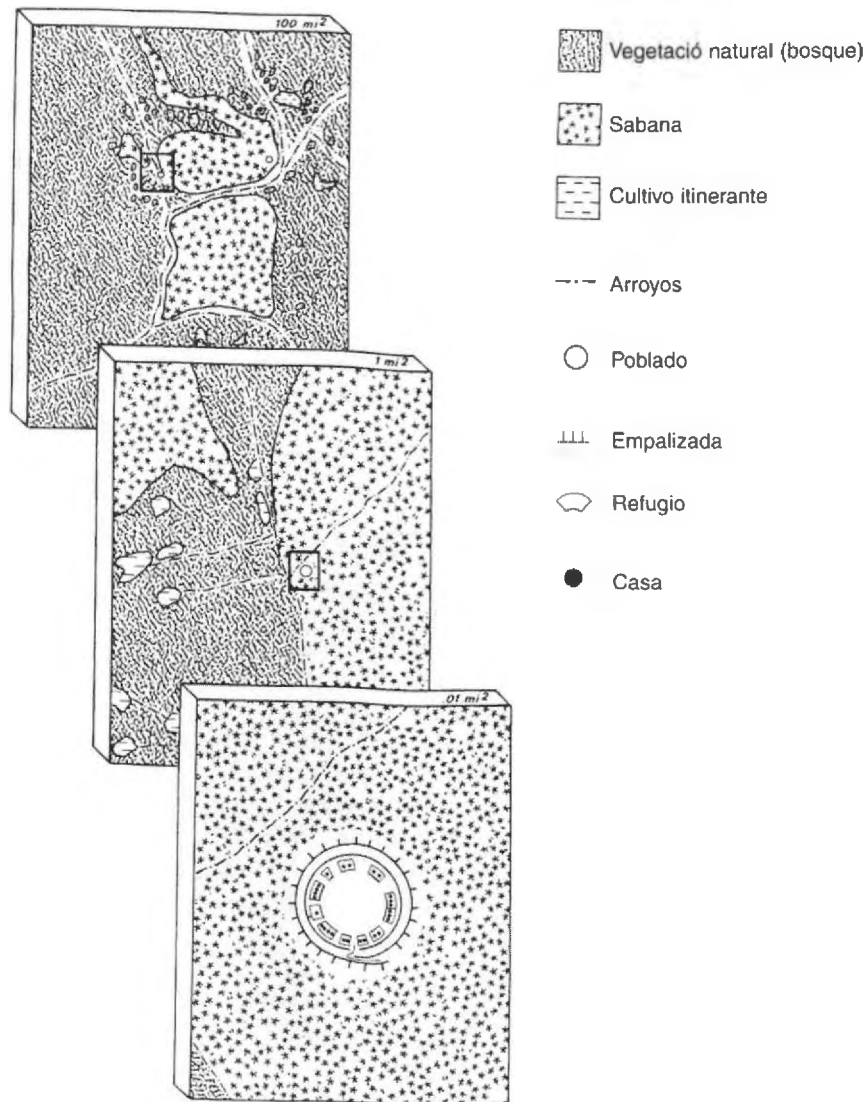 100 mi²
Vegetació natural (bosque)
Sabana
Cultivo itinerante
Arroyos
Poblado
1 mi²
Empalizada
Refugio
Casa
.01 mi²